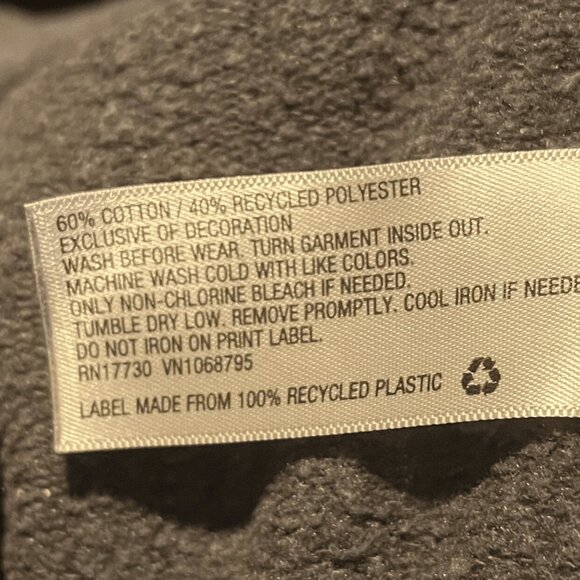 60% COTTON / 40% RECYCLED POLYESTER
EXCLUSIVE OF DECORATION
WASH BEFORE WEAR. TURN GARMENT INSIDE OUT.
MACHINE WASH COLD WITH LIKE COLORS.
ONLY NON-CHLORINE BLEACH IF NEEDED.
TUMBLE DRY LOW. REMOVE PROMPTLY. COOL IRON IF NEEDE
DO NOT IRON ON PRINT LABEL.
RN17730 VN1068795
LABEL MADE FROM 100% RECYCLED PLASTIC